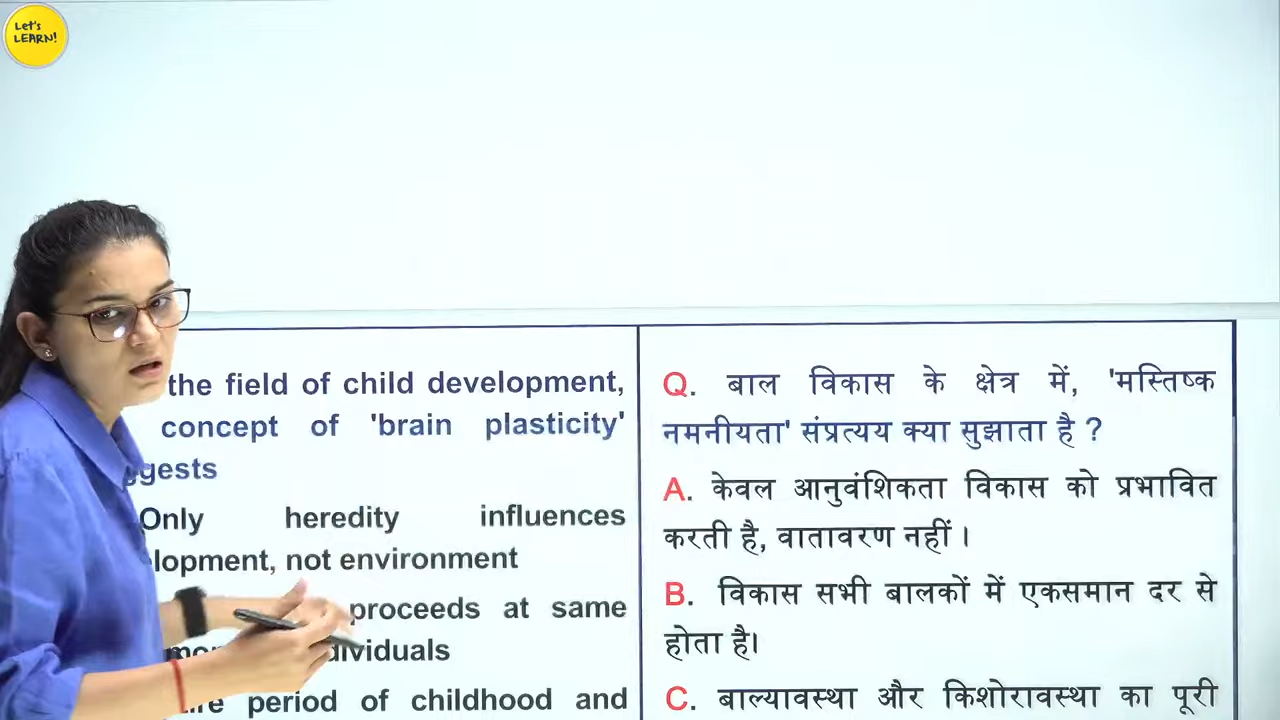 Let's
LEARN!
the field of child development,
concept of 'brain plasticity'
ggests
Only heredity influences
lopment, not environment
proceeds at same
dividuals
period of childhood and
Q. बाल विकास के क्षेत्र में, 'मस्तिष्क
नमनीयता' संप्रत्यय क्या सुझाता है ?
A. केवल आनुवंशिकता विकास को प्रभावित
करती है, वातावरण नहीं ।
B. विकास सभी बालकों में एकसमान दर से
होता है।
C. बाल्यावस्था और किशोरावस्था का पूरी